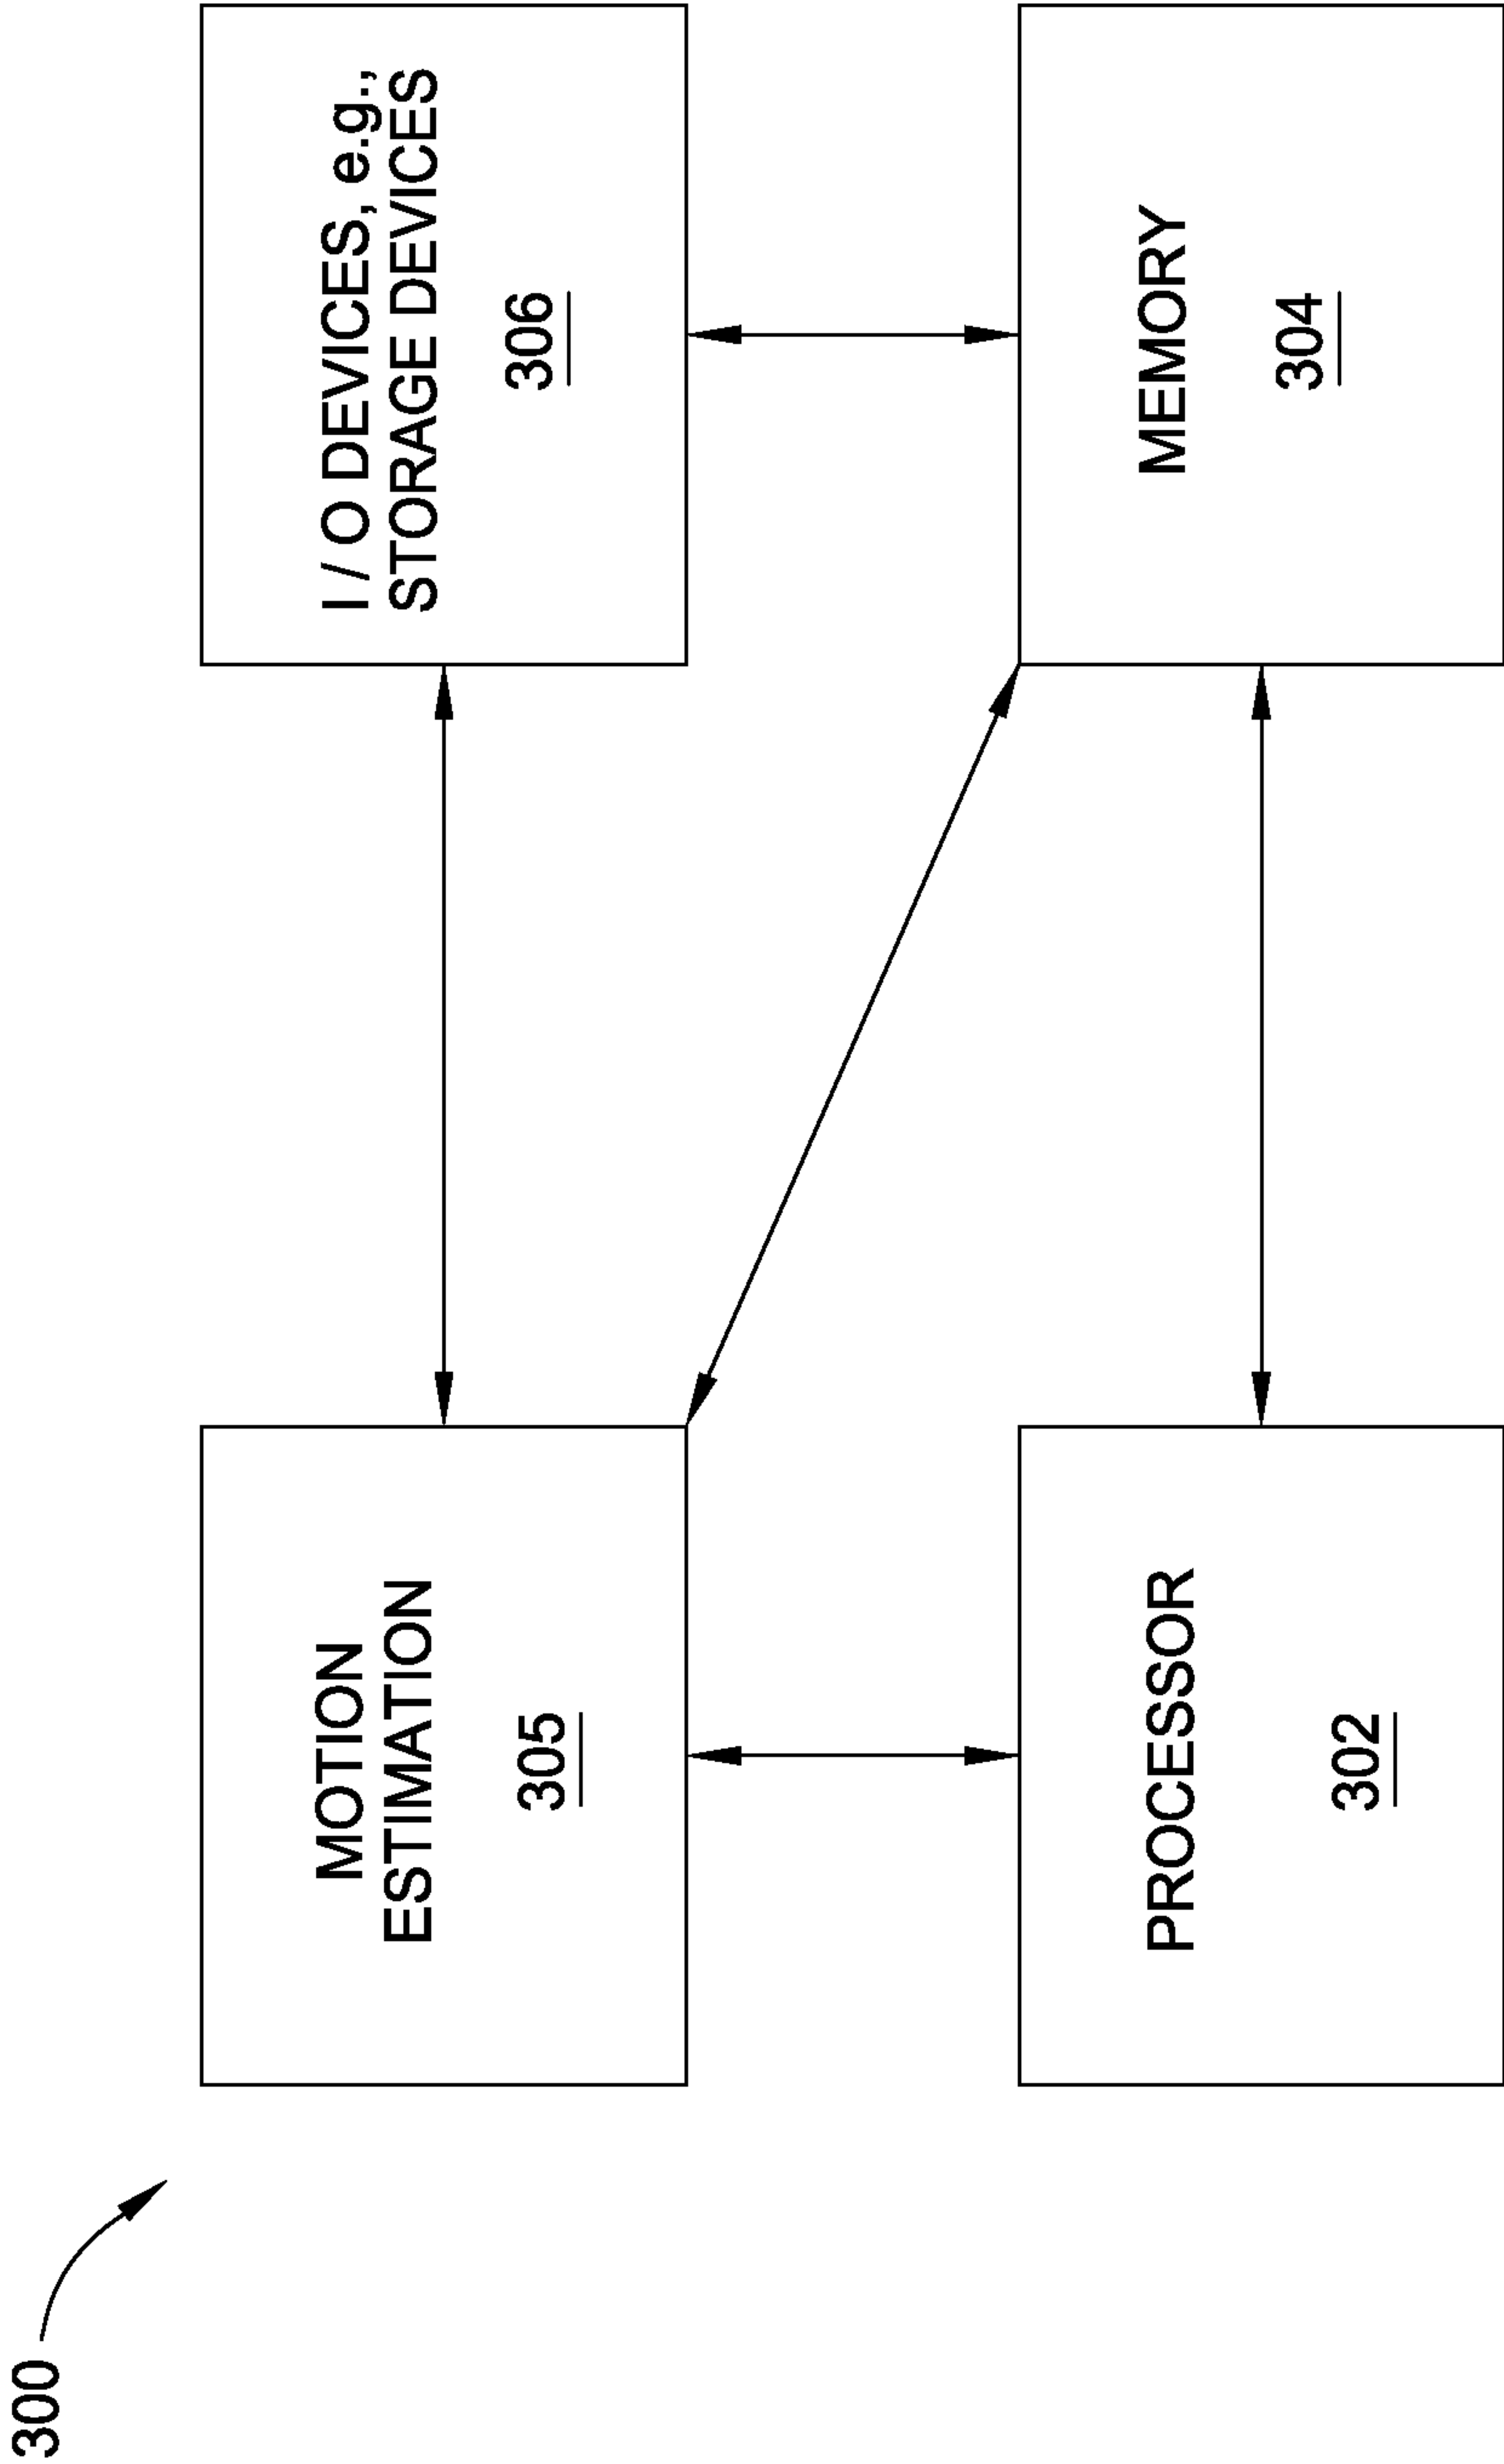 300
MOTION
ESTIMATION
305
I / O DEVICES, e.g.,
STORAGE DEVICES
306
PROCESSOR
302
MEMORY
304